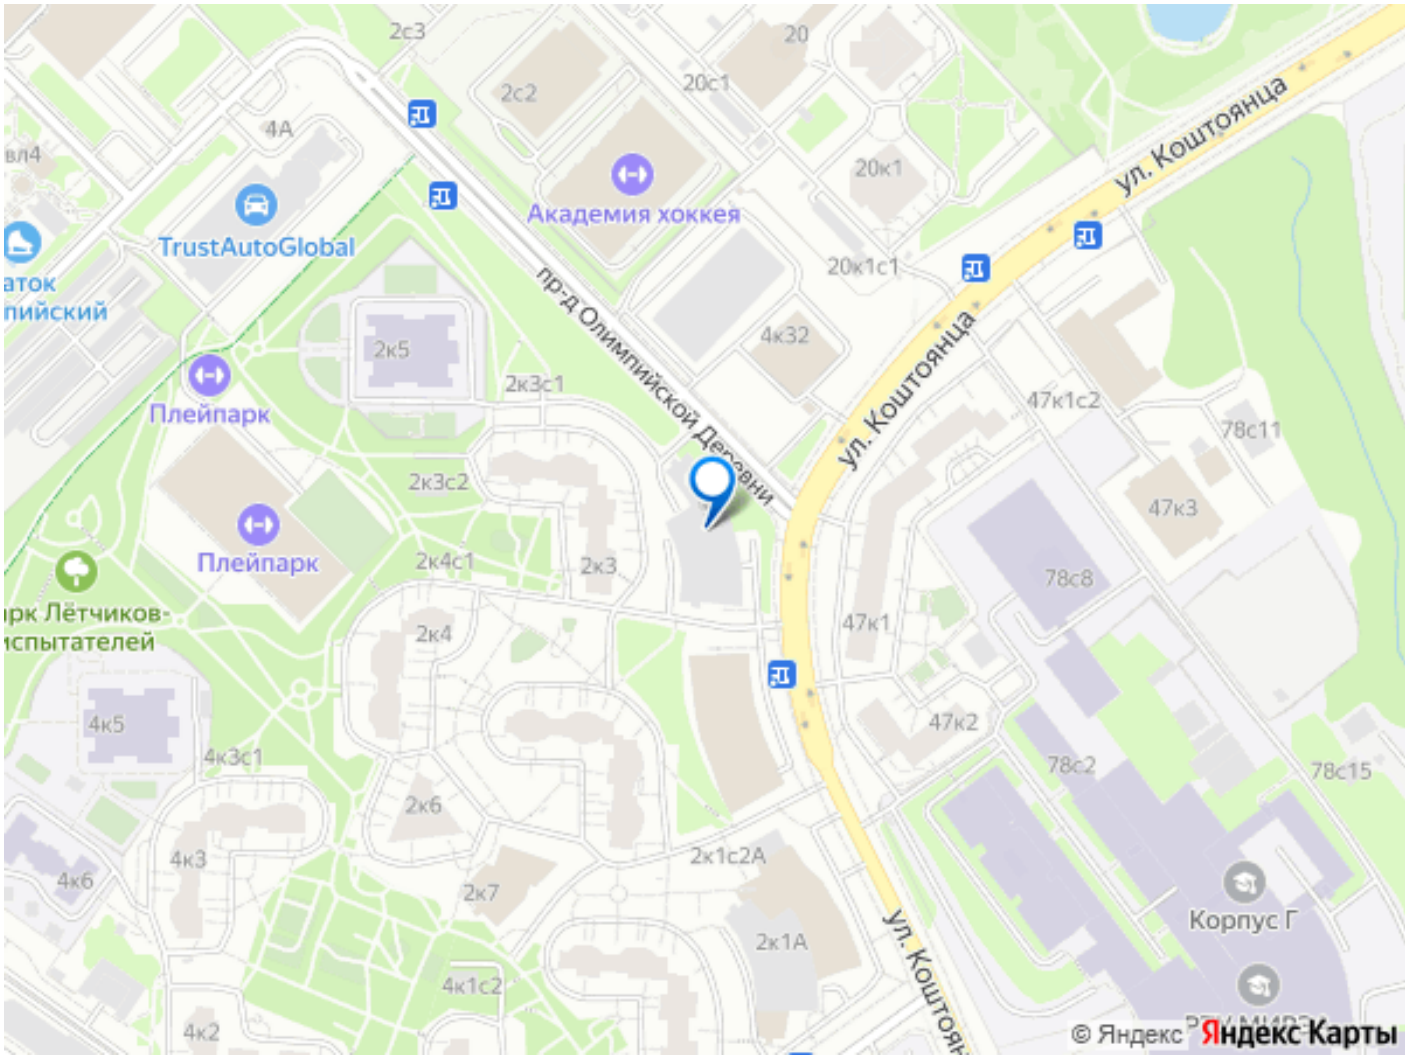 2с3
20
2с2
20с1
ул. Коштоянца
4А
вл4
20к1
Академия хоккея
TrustAutoGlobal
аток
пийский
20к1с1
пр-д Олимпийской Деревни
4к32
2к5
ул. Коштоянца
2к3с1
Плейпарк
47к1с2
78с11
2к3с2
47к3
Плейпарк
2к4с1
2к3
78с8
рк Лётчиков-
испытателей
2к4
47к1
4к5
47к2
4к3с1
78с2
78с15
2к6
4к3
2к1с2А
4к6
2к7
Корпус Г
2к1А
ул. Коштоян
4к1с2
4к2
РТУ МИРЭА
© Яндекс Яндекс Карты